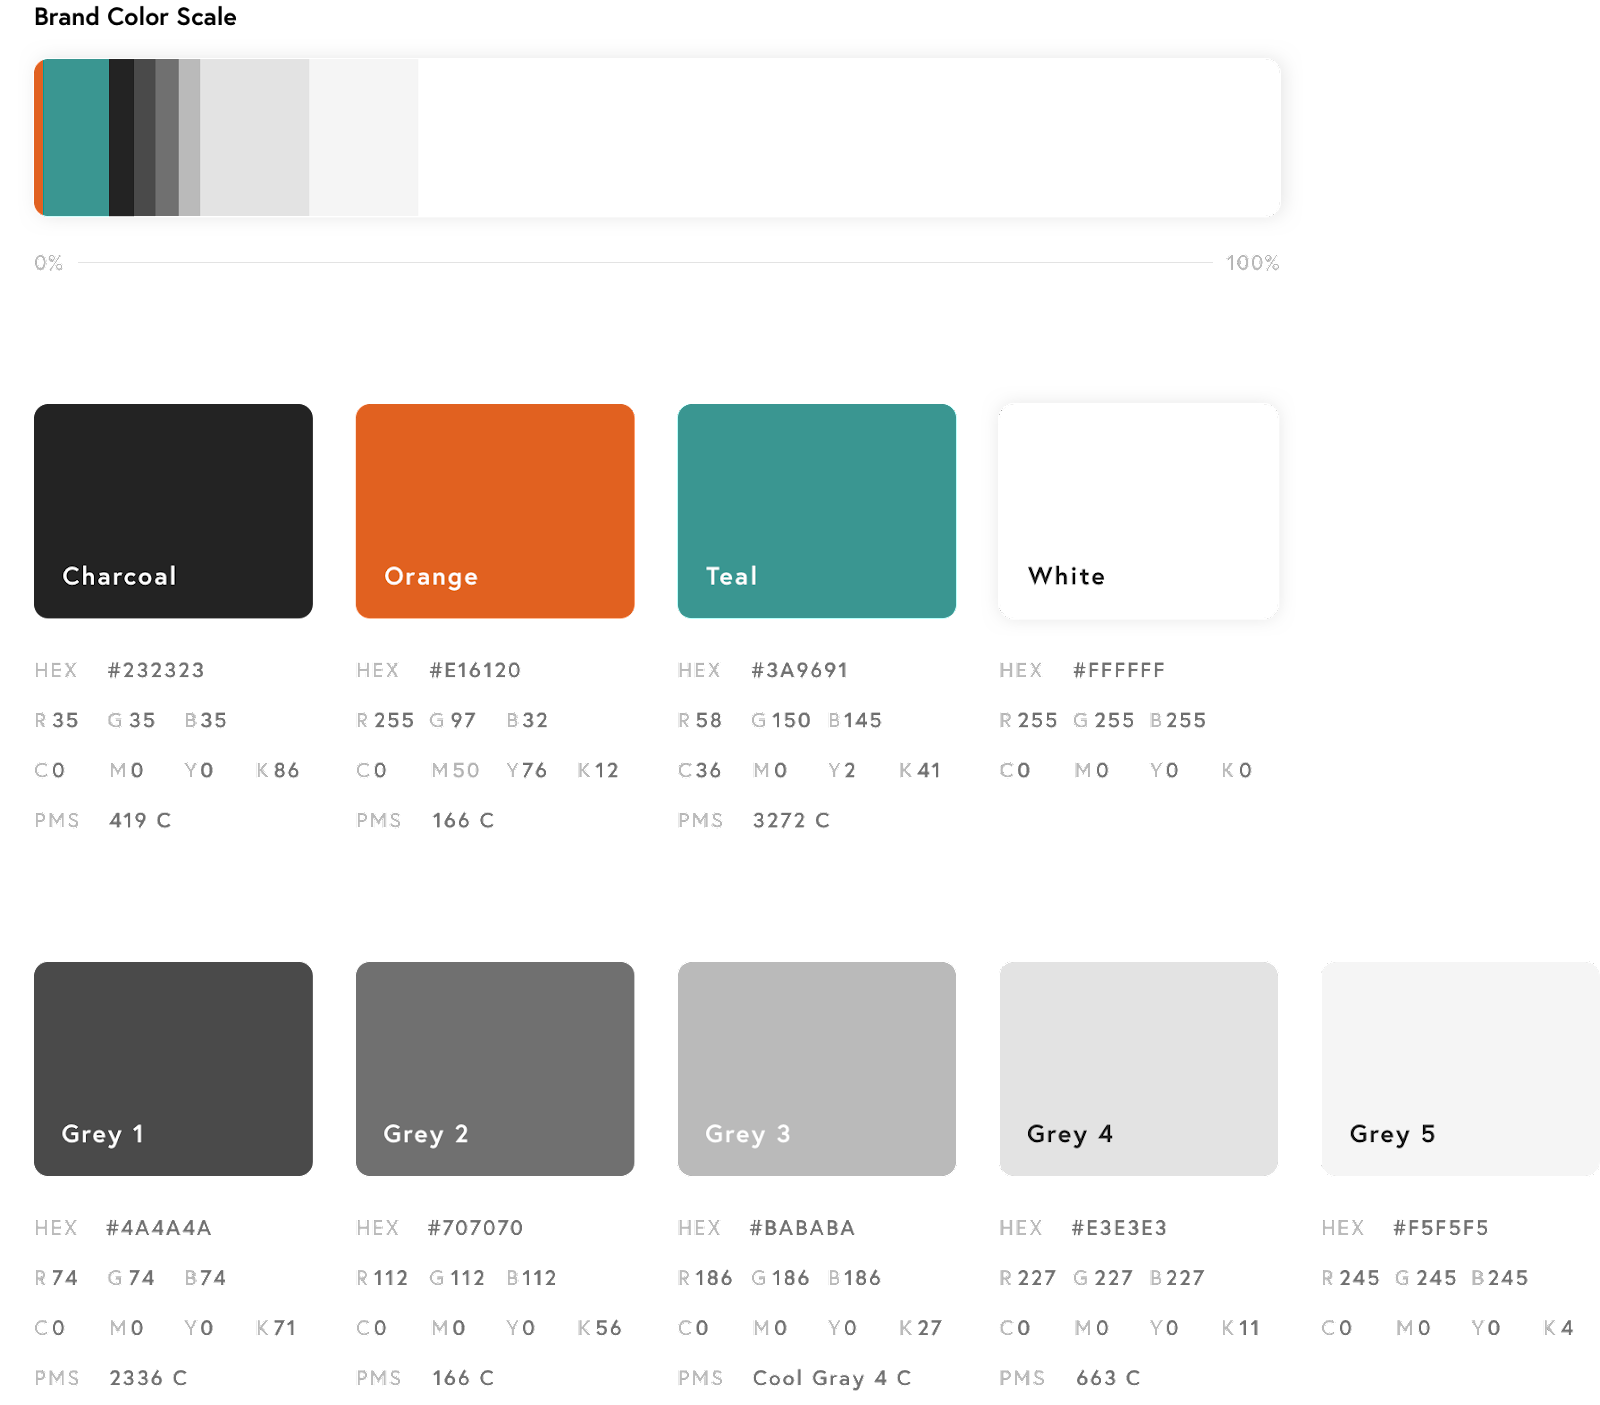 Brand Color Scale
0% 100%
Charcoal Orange Teal White
HEX #232323 HEX #E16120 HEX #3A9691 HEX #FFFFFF
R 35 G 35 B 35 R 255 G 97 B 32 R 58 G 150 B 145 R 255 G 255 B 255
C 0 M 0 Y 0 K 86 C 0 M 50 Y 76 K 12 C 36 M 0 Y 2 K 41 C 0 M 0 Y 0 K 0
PMS 419 C PMS 166 C PMS 3272 C
Grey 1 Grey 2 Grey 3 Grey 4 Grey 5
HEX #4A4A4A HEX #707070 HEX #BABABA HEX #E3E3E3 HEX #F5F5F5
R 74 G 74 B 74 R 112 G 112 B 112 R 186 G 186 B 186 R 227 G 227 B 227 R 245 G 245 B 245
C 0 M 0 Y 0 K 71 C 0 M 0 Y 0 K 56 C 0 M 0 Y 0 K 27 C 0 M 0 Y 0 K 11 C 0 M 0 Y 0 K 4
PMS 2336 C PMS 166 C PMS Cool Gray 4 C PMS 663 C